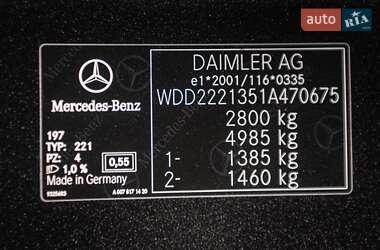 auto RIA
.com
Mercedes-Benz
197
TYP: 221
PZ: 4
1,0 % 0,55
Made in Germany
DAIMLER AG
e1*2001/116*0335
WDD2221351A470675
2800 kg
4985 kg
1- 1385 kg
2- 1460 kg